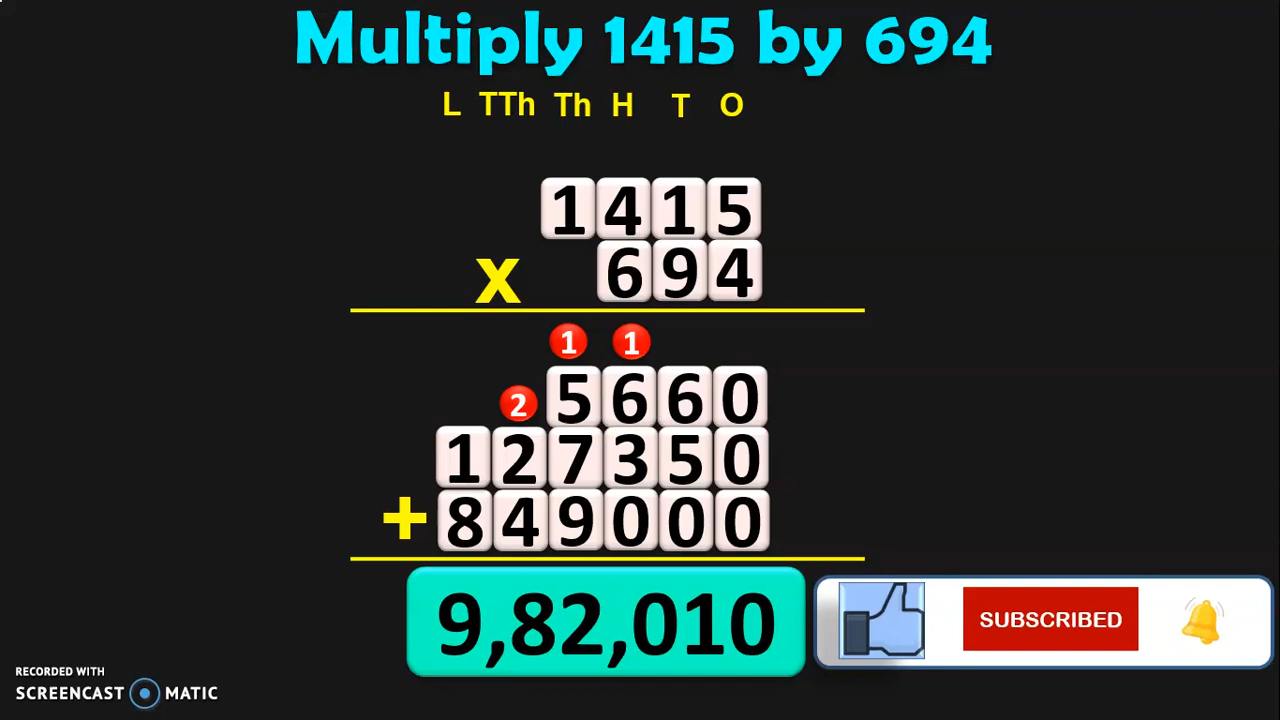 Multiply 1415 by 694
L TTh Th H T O
1415
x 694
1 1
2 5660
127350
+849000
9,82,010
SUBSCRIBED
RECORDED WITH
SCREENCAST MATIC